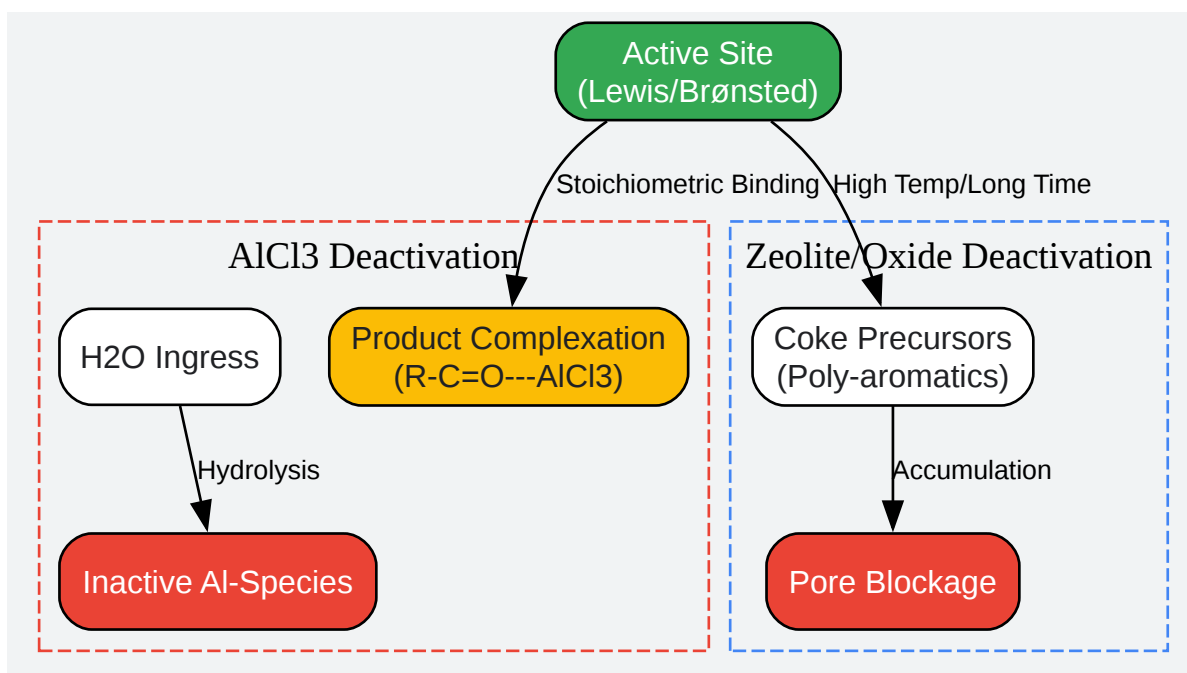 Active Site
(Lewis/Brønsted)
Stoichiometric Binding
High Temp/Long Time
AlCl3 Deactivation
Zeolite/Oxide Deactivation
H2O Ingress
Product Complexation
(R-C=O---AlCl3)
Coke Precursors
(Poly-aromatics)
Hydrolysis
Accumulation
Inactive Al-Species
Pore Blockage